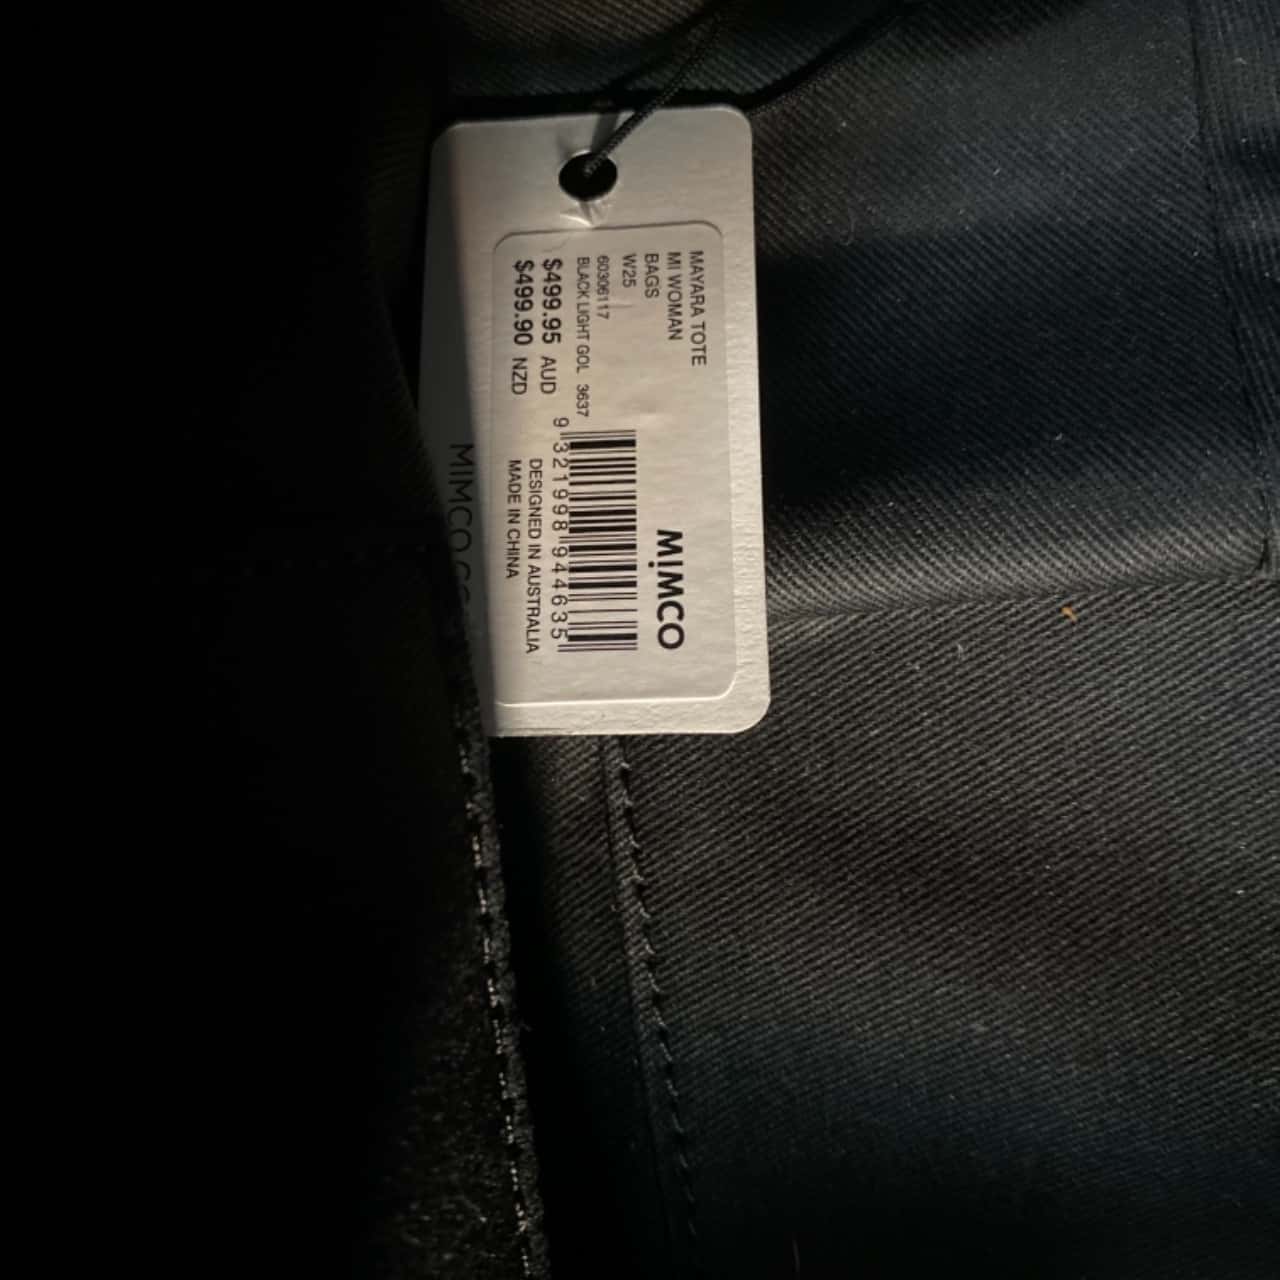 MAYARA TOTE
MI WOMAN
BAGS
W25
60306117
BLACK LIGHT GOL 3637
$499.95 AUD
$499.90 NZD
MIMCO
9 321998 944635
DESIGNED IN AUSTRALIA
MADE IN CHINA
MIMCO